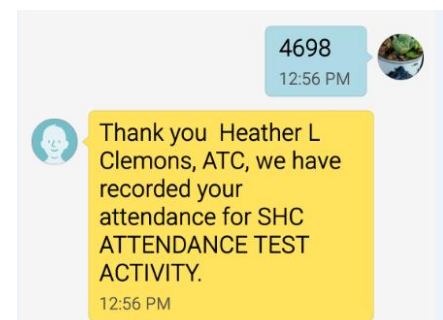 4698
12:56 PM
Thank you  Heather L
Clemons, ATC, we have
recorded your
attendance for SHC
ATTENDANCE TEST
ACTIVITY.
12:56 PM